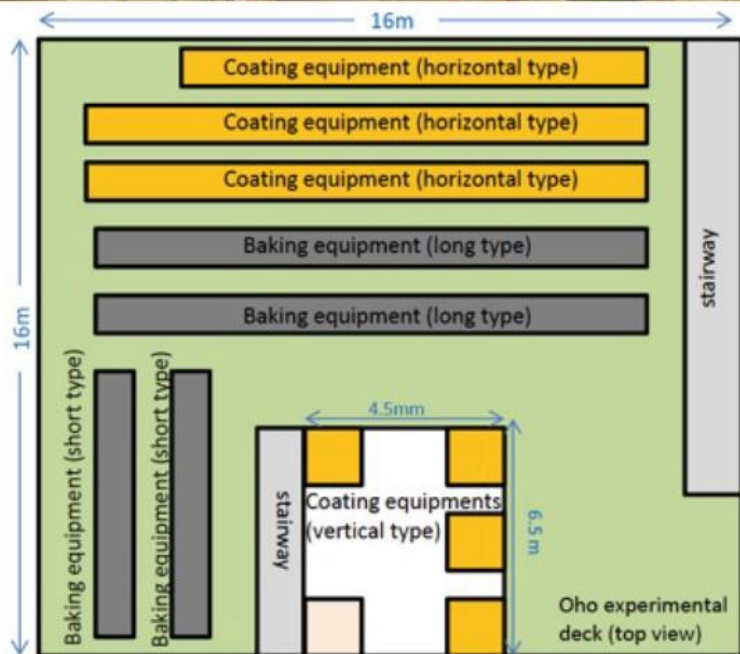 16m
Coating equipment (horizontal type)
Coating equipment (horizontal type)
Coating equipment (horizontal type)
stairway
Baking equipment (long type)
Baking equipment (long type)
16m
Baking equipment (short type)
Baking equipment (short type)
4.5mm
stairway
Coating equipments
(vertical type)
6.5 m
Oho experimental
deck (top view)